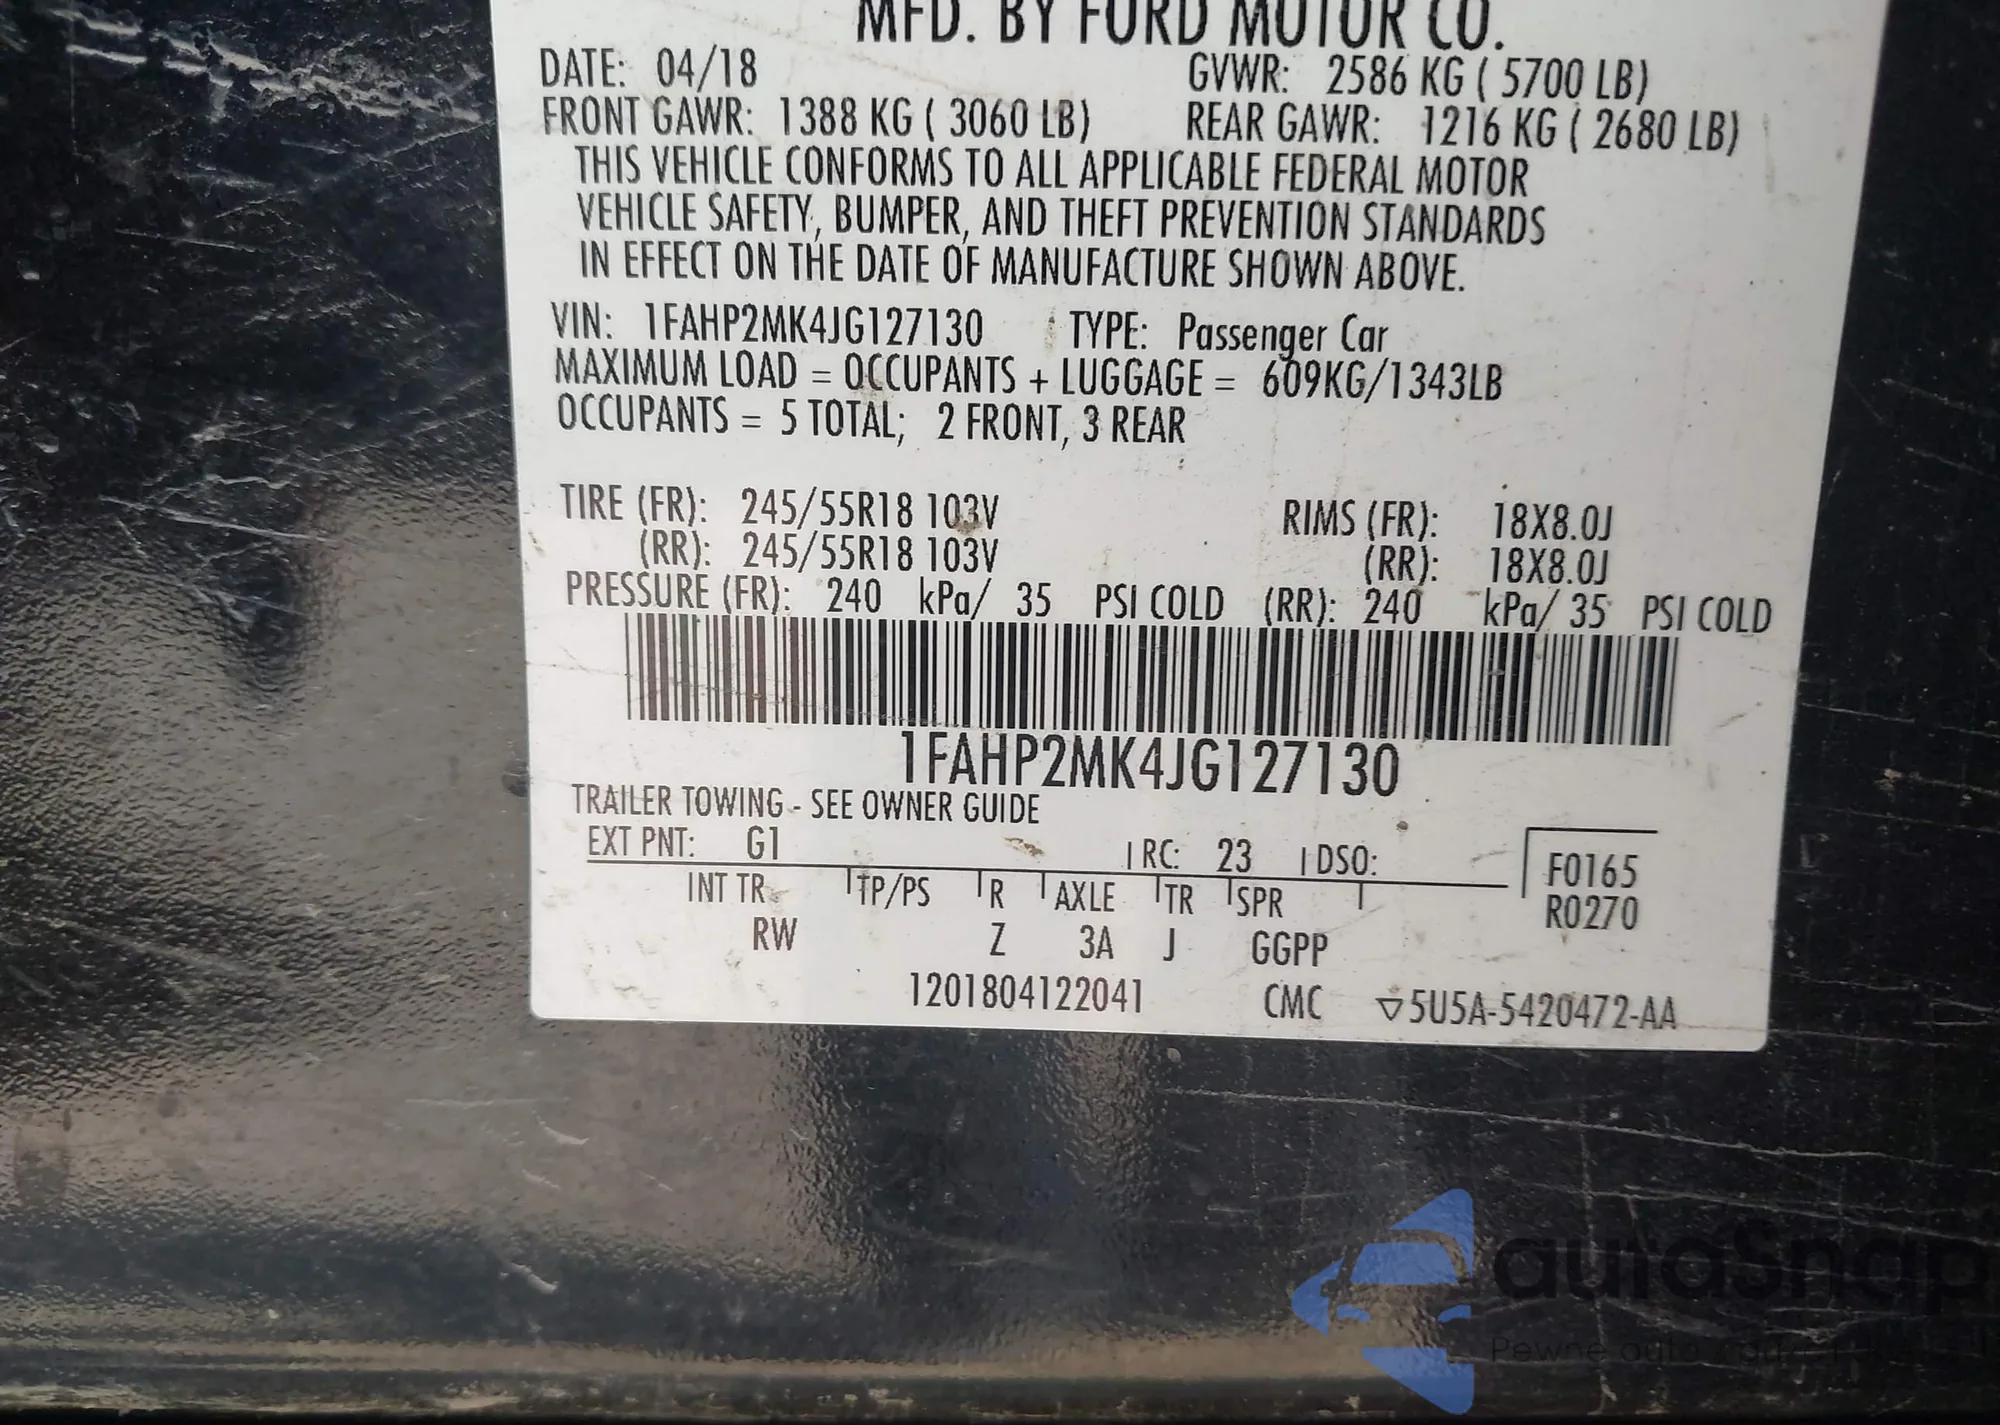 MFD. BY FORD MOTOR CO.
DATE: 04/18 GVWR: 2586 KG ( 5700 LB)
FRONT GAWR: 1388 KG ( 3060 LB) REAR GAWR: 1216 KG ( 2680 LB)
THIS VEHICLE CONFORMS TO ALL APPLICABLE FEDERAL MOTOR
VEHICLE SAFETY, BUMPER, AND THEFT PREVENTION STANDARDS
IN EFFECT ON THE DATE OF MANUFACTURE SHOWN ABOVE.
VIN: 1FAHP2MK4JG127130 TYPE: Passenger Car
MAXIMUM LOAD = OCCUPANTS + LUGGAGE = 609KG/1343LB
OCCUPANTS = 5 TOTAL; 2 FRONT, 3 REAR
TIRE (FR): 245/55R18 103V RIMS (FR): 18X8.0J
(RR): 245/55R18 103V (RR): 18X8.0J
PRESSURE (FR): 240 kPa/ 35 PSI COLD (RR): 240 kPa/ 35 PSI COLD
1FAHP2MK4JG127130
TRAILER TOWING - SEE OWNER GUIDE
EXT PNT: G1 RC: 23 DSO: F0165
INT TR TP/PS R AXLE TR SPR R0270
RW Z 3A J GGPP
1201804122041 CMC ▽5U5A-5420472-AA
autoSnap
Pewne auto